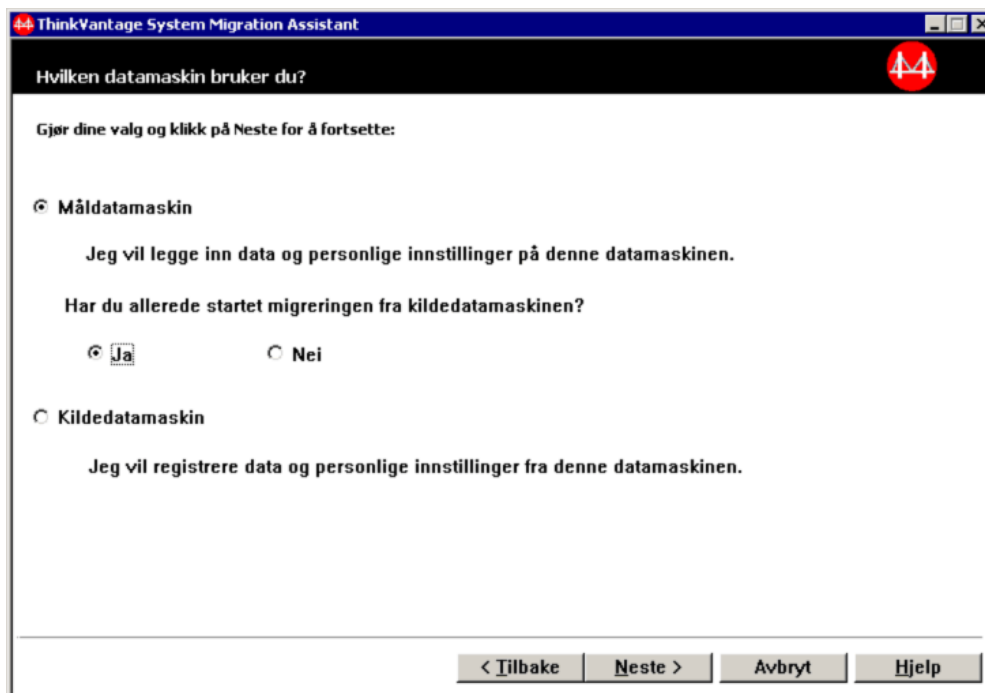 ThinkVantage System Migration Assistant
Hvilken datamaskin bruker du?
Gjør dine valg og klikk på Neste for å fortsette:
Måldatamaskin
Jeg vil legge inn data og personlige innstillinger på denne datamaskinen.
Har du allerede startet migreringen fra kildedatamaskinen?
Ja Nei
Kildedatamaskin
Jeg vil registrere data og personlige innstillinger fra denne datamaskinen.
< Tilbake Neste > Avbryt Hjelp